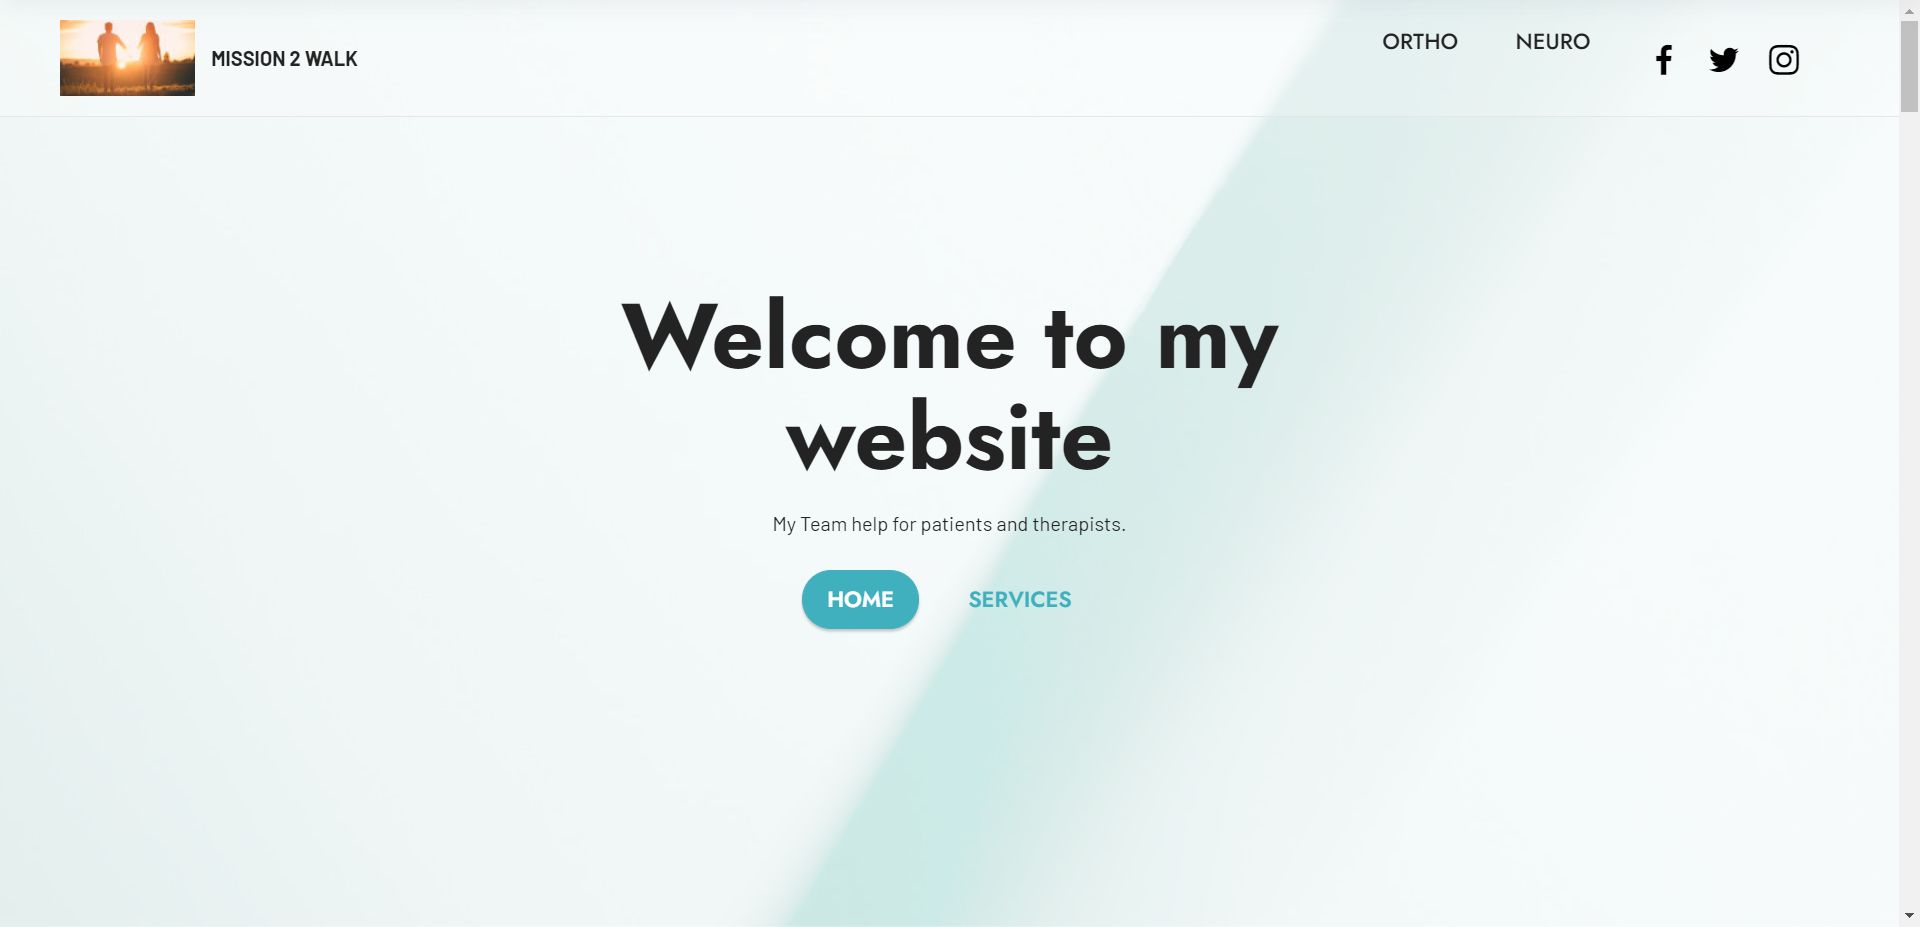 MISSION 2 WALK
ORTHO
NEURO
Welcome to my
website
My Team help for patients and therapists.
HOME
SERVICES